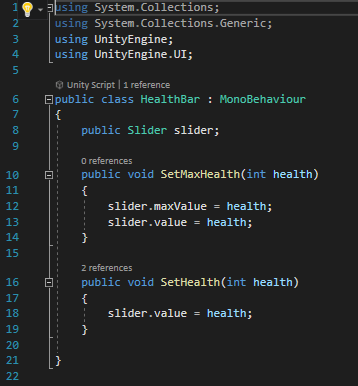 1 using System.Collections;
2 using System.Collections.Generic;
3 using UnityEngine;
4 using UnityEngine.UI;
5
Unity Script | 1 reference
6 public class HealthBar : MonoBehaviour
7 {
8 public Slider slider;
9
0 references
10 public void SetMaxHealth(int health)
11 {
12 slider.maxValue = health;
13 slider.value = health;
14 }
15
2 references
16 public void SetHealth(int health)
17 {
18 slider.value = health;
19 }
20
21 }
22